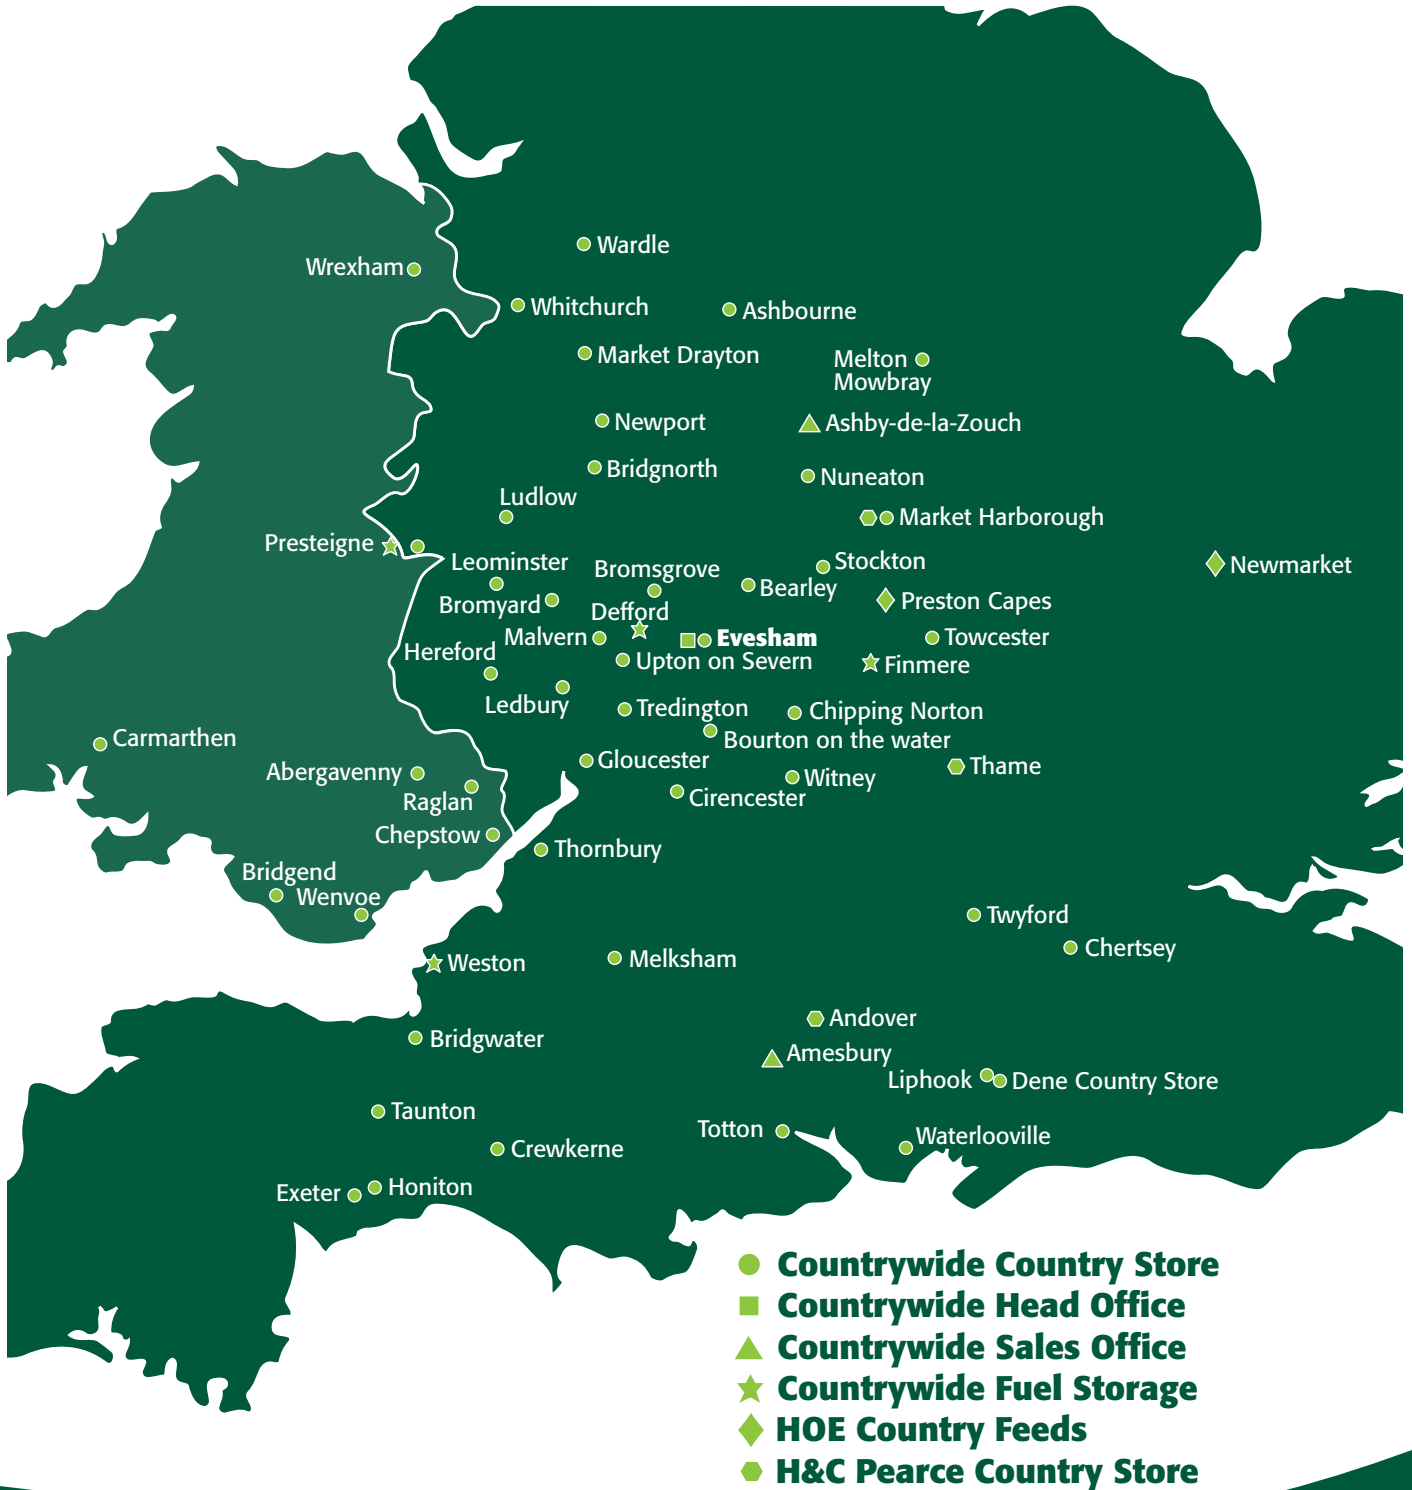 Wardle
Wrexham
Whitchurch
Ashbourne
Market Drayton
Melton
Mowbray
Newport
Ashby-de-la-Zouch
Bridgnorth
Nuneaton
Ludlow
Market Harborough
Presteigne
Leominster
Bromsgrove
Stockton
Newmarket
Bearley
Bromyard
Defford
Preston Capes
Malvern
Evesham
Towcester
Hereford
Upton on Severn
Finmere
Ledbury
Tredington
Chipping Norton
Carmarthen
Bourton on the water
Abergavenny
Gloucester
Thame
Raglan
Witney
Cirencester
Chepstow
Thornbury
Bridgend
Wenvoe
Twyford
Chertsey
Weston
Melksham
Andover
Bridgwater
Amesbury
Liphook
Dene Country Store
Taunton
Totton
Waterlooville
Crewkerne
Exeter
Honiton
Countrywide Country Store
Countrywide Head Office
Countrywide Sales Office
Countrywide Fuel Storage
HOE Country Feeds
H&C Pearce Country Store